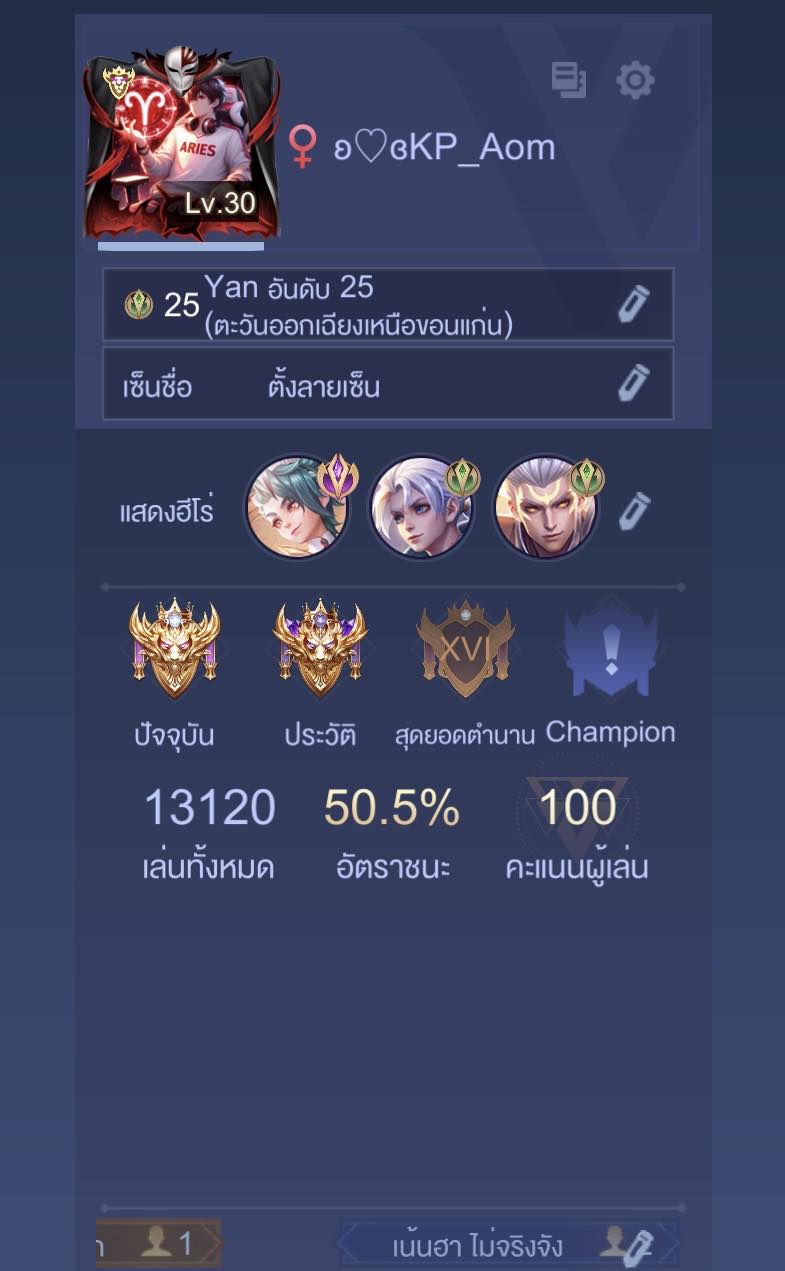 ARIES
Lv.30
ʚ♡ɞKP_Aom
25
Yan อันดับ 25
(ตะวันออกเฉียงเหนือขอนแก่น)
เซ็นชื่อ ตั้งลายเซ็น
แสดงฮีโร่
XVI
ปัจจุบัน ประวัติ สุดยอดตำนาน Champion
13120 50.5% 100
เล่นทั้งหมด อัตราชนะ คะแนนผู้เล่น
1 เน้นฮา ไม่จริงจัง